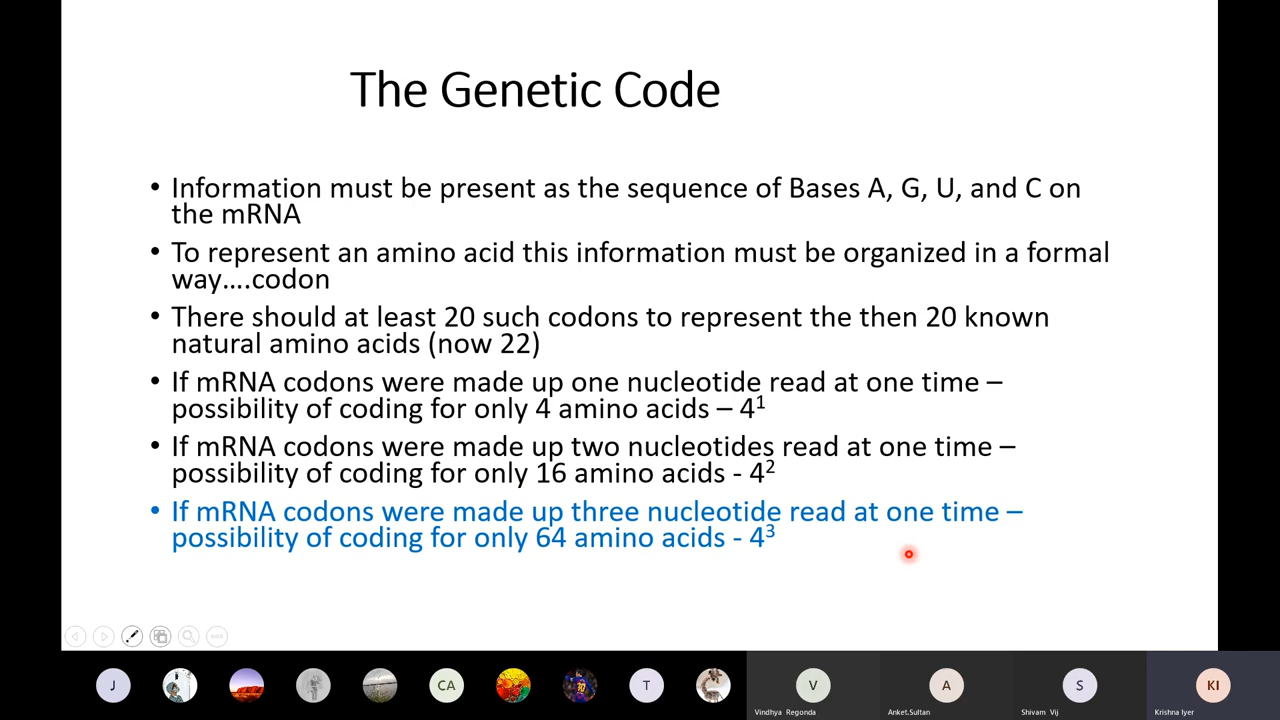 The Genetic Code
• Information must be present as the sequence of Bases A, G, U, and C on
the mRNA
• To represent an amino acid this information must be organized in a formal
way....codon
• There should at least 20 such codons to represent the then 20 known
natural amino acids (now 22)
• If mRNA codons were made up one nucleotide read at one time –
possibility of coding for only 4 amino acids – 4¹
• If mRNA codons were made up two nucleotides read at one time –
possibility of coding for only 16 amino acids - 4²
• If mRNA codons were made up three nucleotide read at one time –
possibility of coding for only 64 amino acids - 4³
J CA T V A S KI
Vindhya Regonda Anket.Sultan Shivam Vij Krishna Iyer